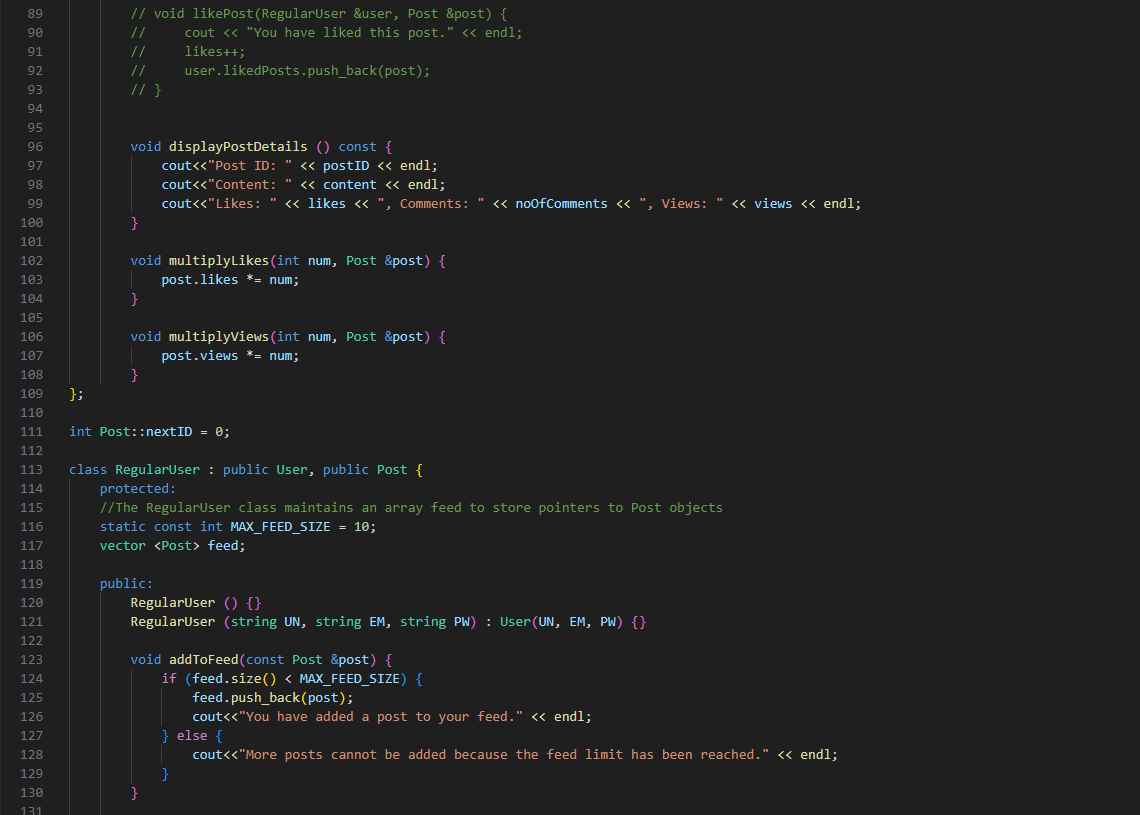 89 // void likePost(RegularUser &user, Post &post) {
90 //     cout << "You have liked this post." << endl;
91 //     likes++;
92 //     user.likedPosts.push_back(post);
93 // }
94
95
96 void displayPostDetails () const {
97     cout<<"Post ID: " << postID << endl;
98     cout<<"Content: " << content << endl;
99     cout<<"Likes: " << likes << ", Comments: " << noOfComments << ", Views: " << views << endl;
100 }
101
102 void multiplyLikes(int num, Post &post) {
103     post.likes *= num;
104 }
105
106 void multiplyViews(int num, Post &post) {
107     post.views *= num;
108 }
109 };
110
111 int Post::nextID = 0;
112
113 class RegularUser : public User, public Post {
114     protected:
115     //The RegularUser class maintains an array feed to store pointers to Post objects
116     static const int MAX_FEED_SIZE = 10;
117     vector <Post> feed;
118
119     public:
120         RegularUser () {}
121         RegularUser (string UN, string EM, string PW) : User(UN, EM, PW) {}
122
123         void addToFeed(const Post &post) {
124             if (feed.size() < MAX_FEED_SIZE) {
125                 feed.push_back(post);
126                 cout<<"You have added a post to your feed." << endl;
127             } else {
128                 cout<<"More posts cannot be added because the feed limit has been reached." << endl;
129             }
130         }
131